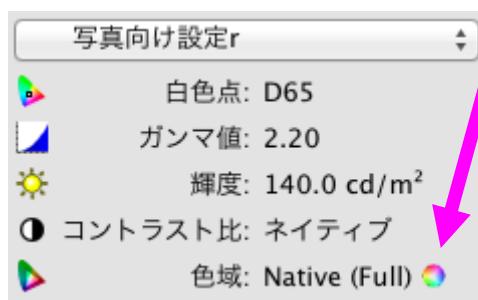 写真向け設定r
白色点: D65
ガンマ値: 2.20
輝度: 140.0 cd/m²
コントラスト比: ネイティブ
色域: Native (Full)